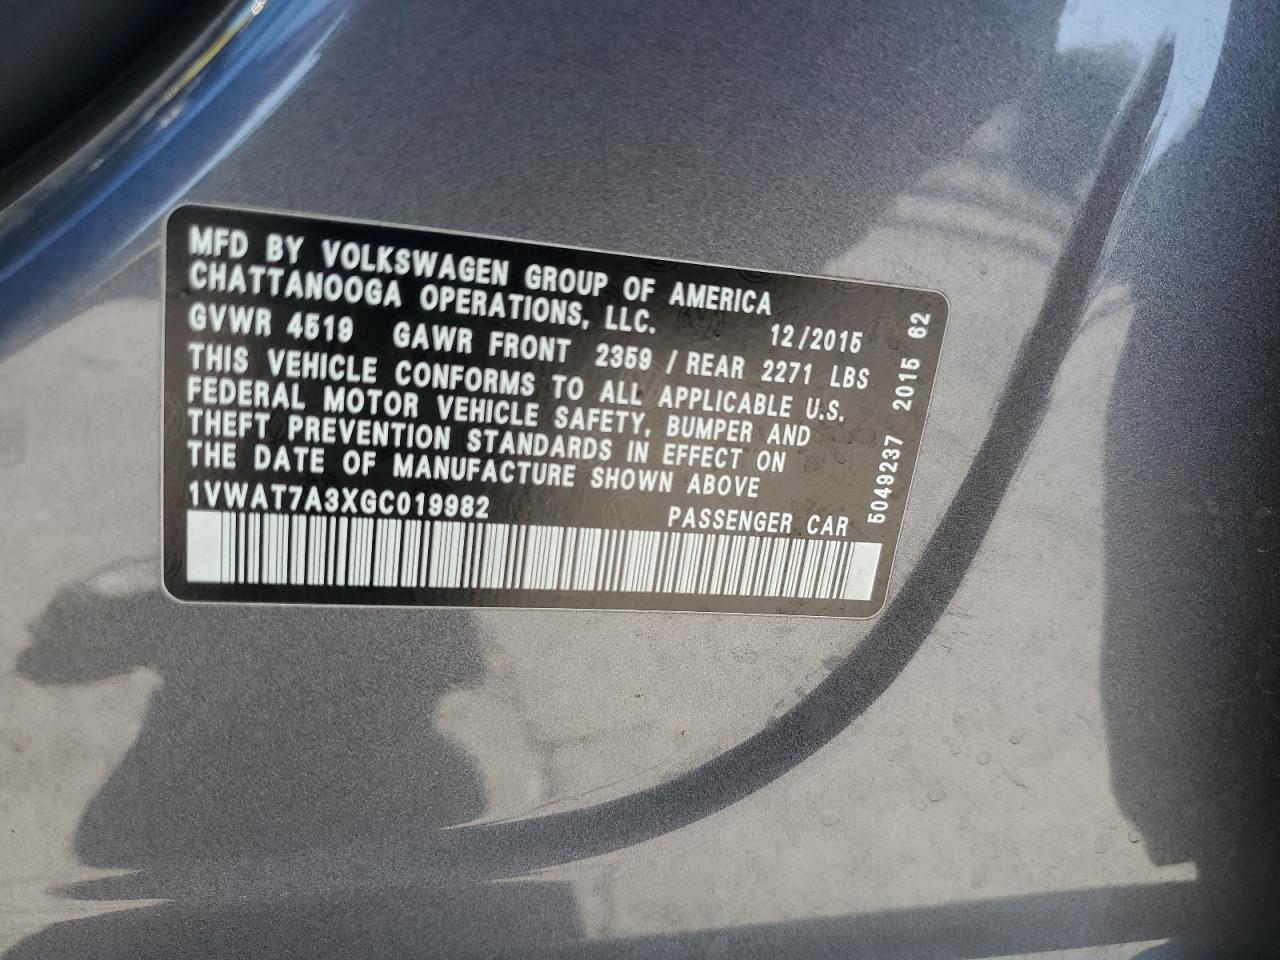 MFD BY VOLKSWAGEN GROUP OF AMERICA
CHATTANOOGA OPERATIONS, LLC.
12/2015
GVWR 4519 GAWR FRONT 2359 / REAR 2271 LBS
THIS VEHICLE CONFORMS TO ALL APPLICABLE U.S.
FEDERAL MOTOR VEHICLE SAFETY, BUMPER AND
THEFT PREVENTION STANDARDS IN EFFECT ON
THE DATE OF MANUFACTURE SHOWN ABOVE
1VWAT7A3XGC019982
PASSENGER CAR
5049237 2015 62